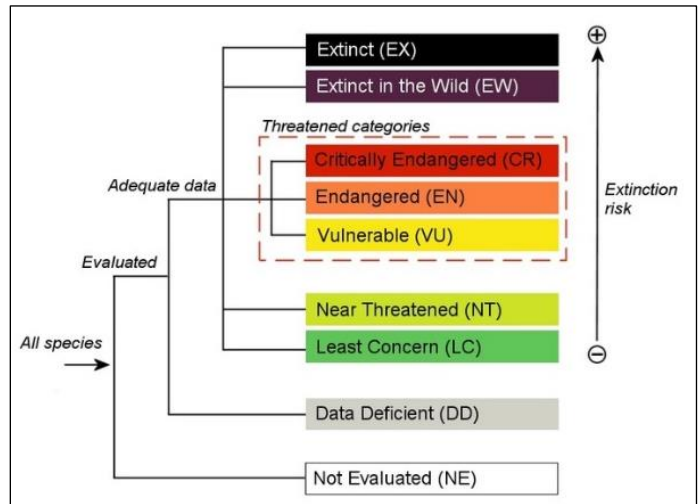 Extinct (EX)
Extinct in the Wild (EW)
Threatened categories
Critically Endangered (CR)
Adequate data
Endangered (EN)
Extinction
risk
Vulnerable (VU)
Evaluated
Near Threatened (NT)
All species
Least Concern (LC)
Data Deficient (DD)
Not Evaluated (NE)